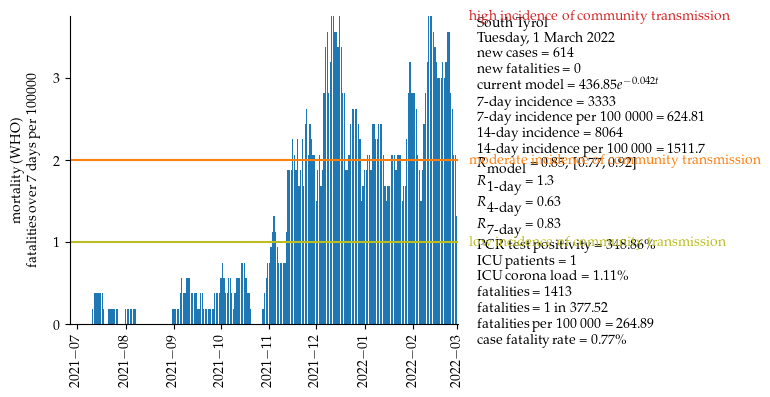 high incidence of community transmission
South Tyrol
Tuesday, 1 March 2022
new cases = 614
new fatalities = 0
current model = 436.85e^{-0.042t}
7-day incidence = 3333
7-day incidence per 100 0000 = 624.81
14-day incidence = 8064
14-day incidence per 100 000 = 1511.7
moderate incidence of community transmission
R_model = 0.85, [0.77, 0.92]
R_1-day = 1.3
R_4-day = 0.63
R_7-day = 0.83
low incidence of community transmission
PCR test positivity = 348.86%
ICU patients = 1
ICU corona load = 1.11%
fatalities = 1413
fatalities = 1 in 377.52
fatalities per 100 000 = 264.89
case fatality rate = 0.77%
mortality (WHO)
fatalities over 7 days per 100000
3
2
1
0
2021-07
2021-08
2021-09
2021-10
2021-11
2021-12
2022-01
2022-02
2022-03